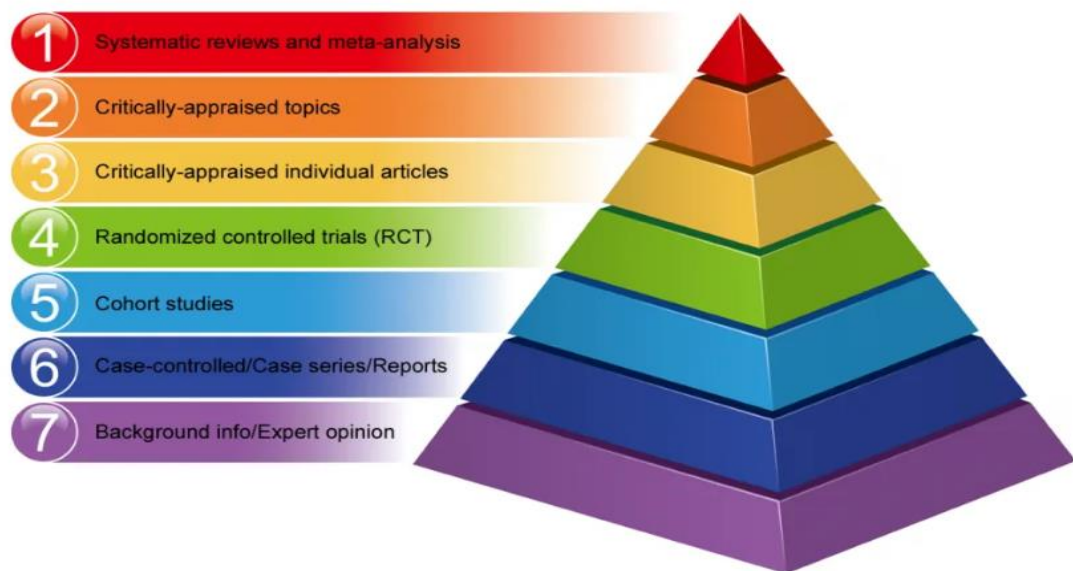 1 Systematic reviews and meta-analysis
2 Critically-appraised topics
3 Critically-appraised individual articles
4 Randomized controlled trials (RCT)
5 Cohort studies
6 Case-controlled/Case series/Reports
7 Background info/Expert opinion